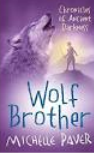 Chronicles of Ancient
Darkness
Wolf
Brother
MICHELLE PAVER